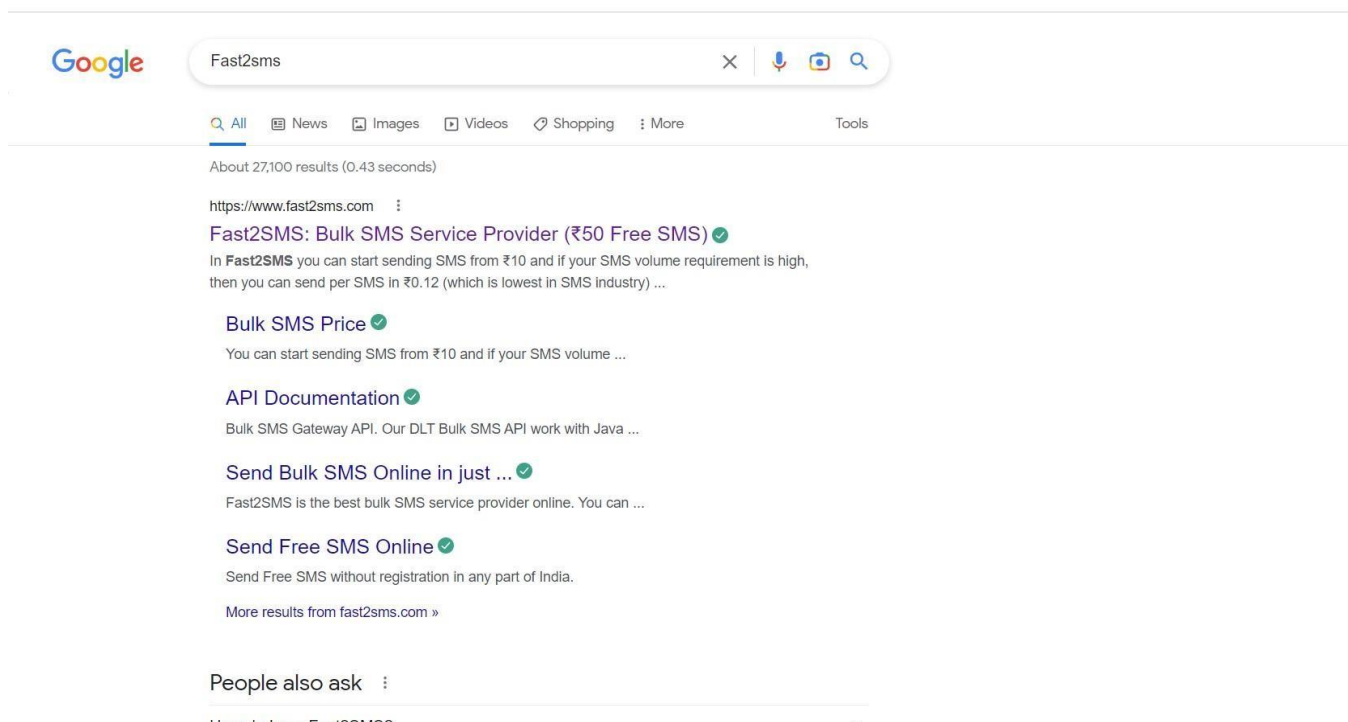 Google
Fast2sms
All News Images Videos Shopping More Tools
About 27,100 results (0.43 seconds)
https://www.fast2sms.com
Fast2SMS: Bulk SMS Service Provider (₹50 Free SMS)
In Fast2SMS you can start sending SMS from ₹10 and if your SMS volume requirement is high,
then you can send per SMS in ₹0.12 (which is lowest in SMS industry) ...
Bulk SMS Price
You can start sending SMS from ₹10 and if your SMS volume ...
API Documentation
Bulk SMS Gateway API. Our DLT Bulk SMS API work with Java ...
Send Bulk SMS Online in just ...
Fast2SMS is the best bulk SMS service provider online. You can ...
Send Free SMS Online
Send Free SMS without registration in any part of India.
More results from fast2sms.com »
People also ask